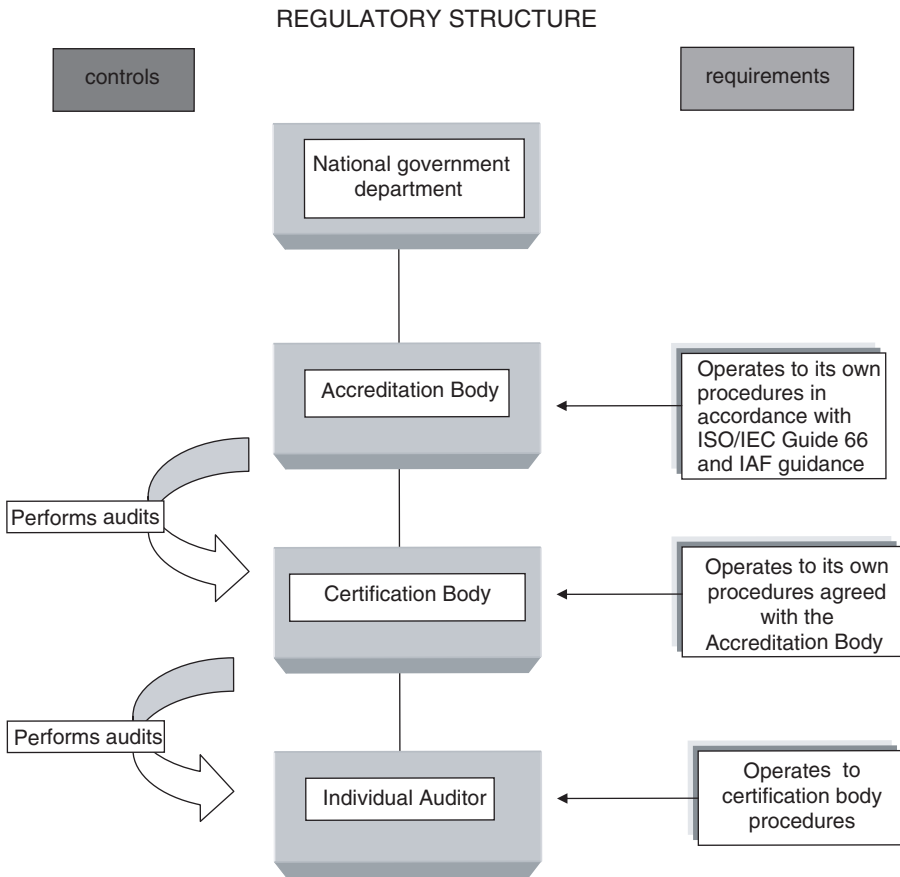 REGULATORY STRUCTURE
controls
requirements
National government
department
Accreditation Body
Operates to its own
procedures in
accordance with
ISO/IEC Guide 66
and IAF guidance
Performs audits
Certification Body
Operates to its own
procedures agreed
with the
Accreditation Body
Performs audits
Individual Auditor
Operates to
certification body
procedures